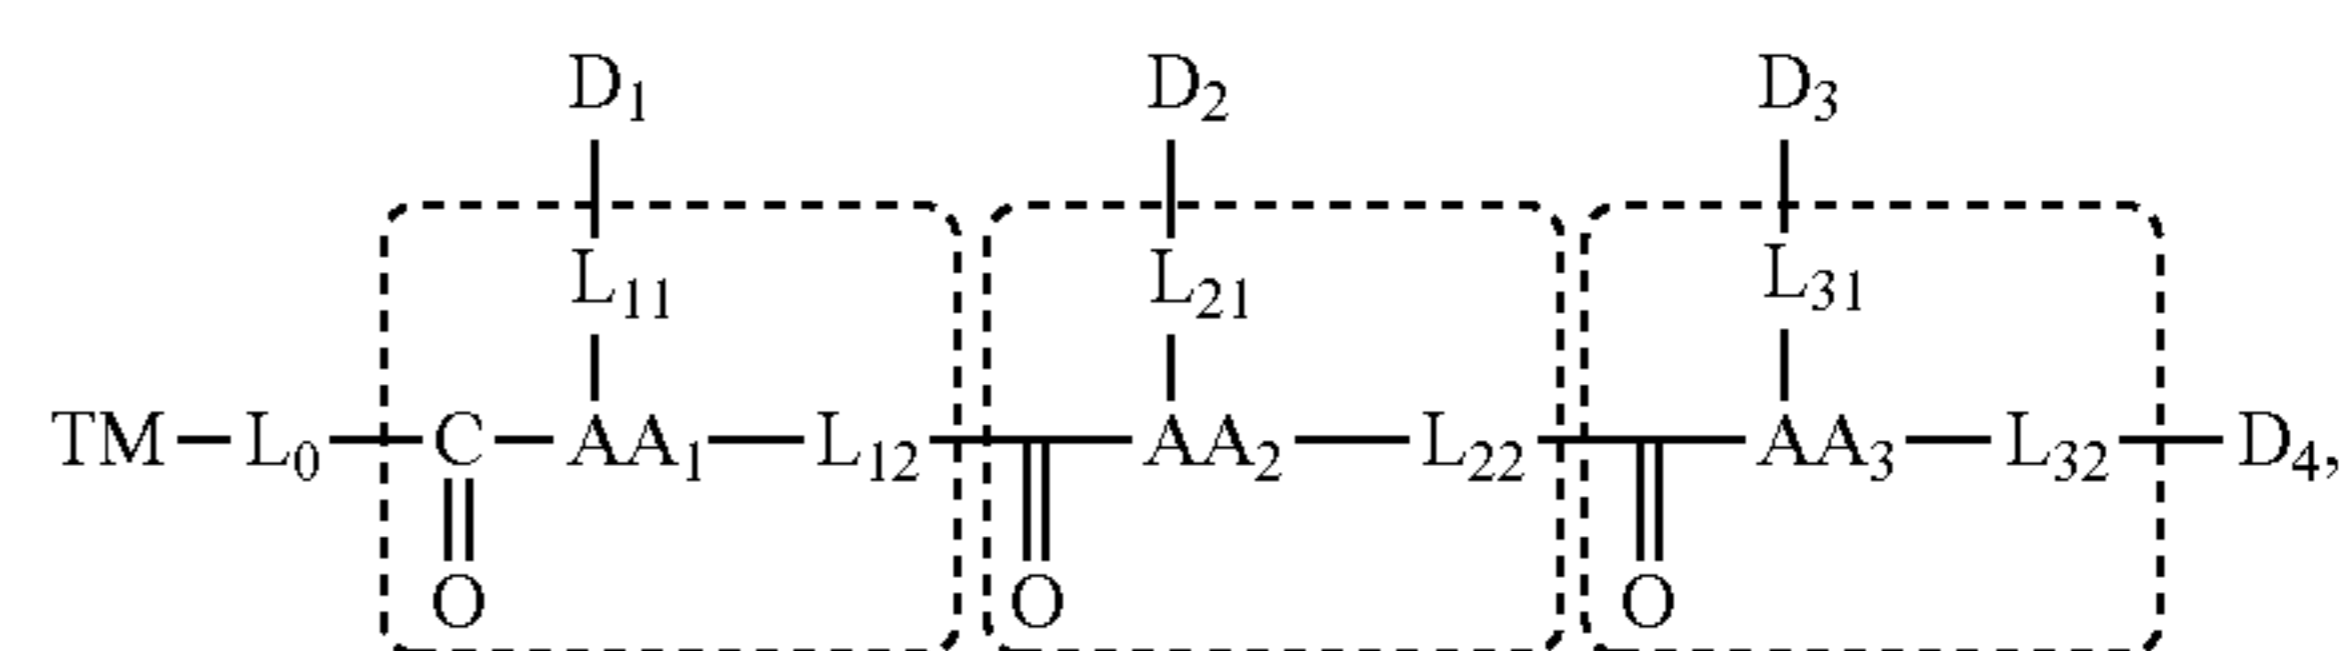 D₁ D₂ D₃
L₁₁ L₂₁ L₃₁
TM—L₀—C—AA₁—L₁₂—AA₂—L₂₂—AA₃—L₃₂—D₄,
O O O